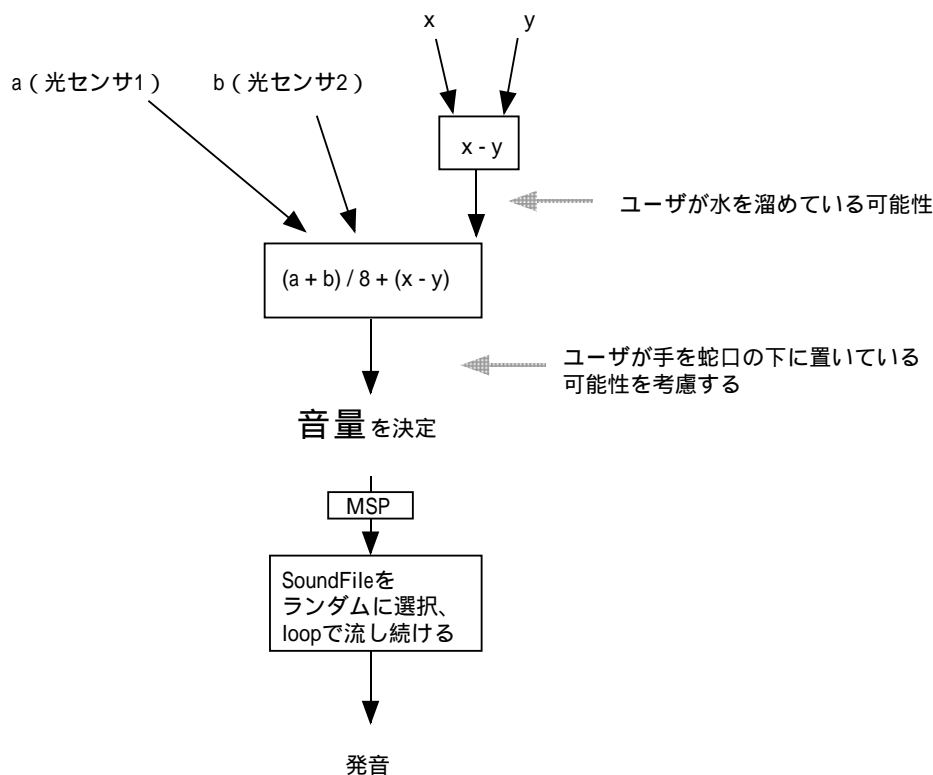 x
y
a ( 光センサ1 )
b ( 光センサ2 )
x - y
ユーザが水を溜めている可能性
(a + b) / 8 + (x - y)
ユーザが手を蛇口の下に置いている
可能性を考慮する
音量を決定
MSP
SoundFileを
ランダムに選択、
loopで流し続ける
発音